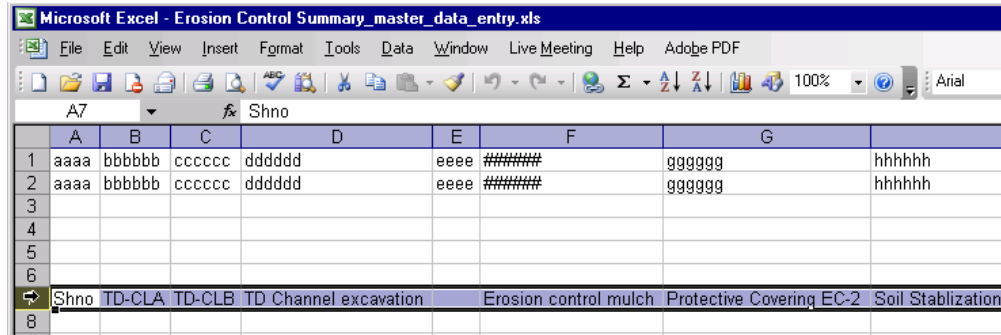 Microsoft Excel - Erosion Control Summary_master_data_entry.xls
File Edit View Insert Format Tools Data Window Live Meeting Help Adobe PDF
ABC Σ A Z Z A 100% ? Arial
A7 fx Shno
A B C D E F G
1 aaaa bbbbbb cccccc dddddd eeee ###### gggggg hhhhhh
2 aaaa bbbbbb cccccc dddddd eeee ###### gggggg hhhhhh
3
4
5
6
Shno TD-CLA TD-CLB TD Channel excavation Erosion control mulch Protective Covering EC-2 Soil Stablization
8